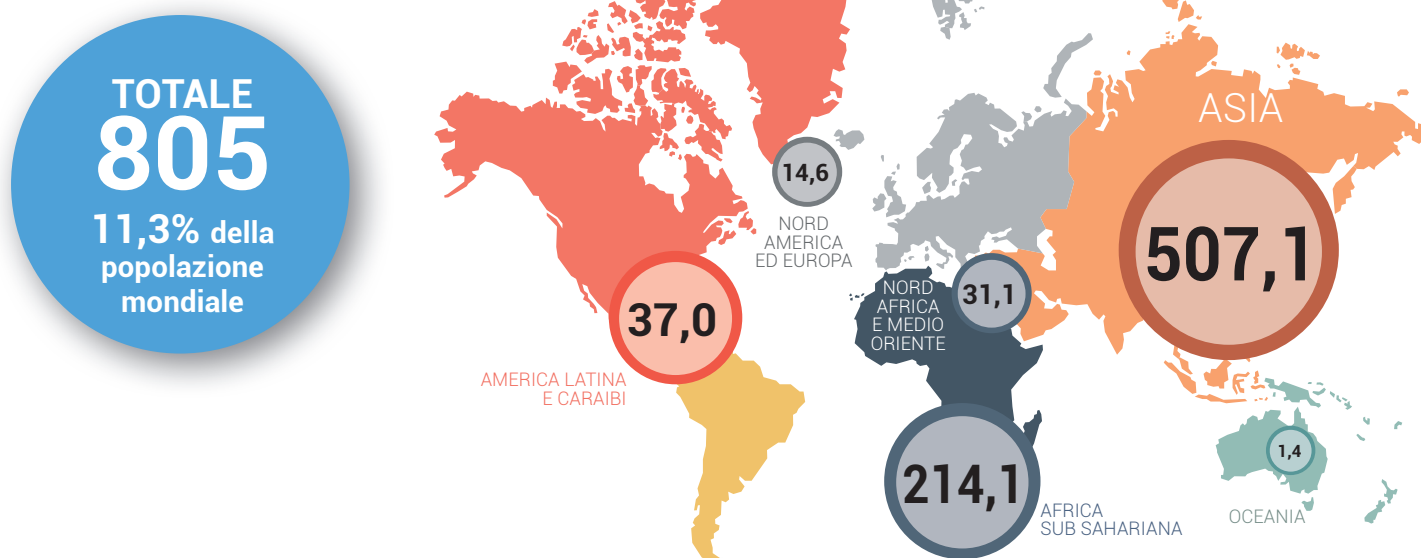 TOTALE
805
11,3% della
popolazione
mondiale
14,6
NORD
AMERICA
ED EUROPA
37,0
AMERICA LATINA
E CARAIBI
NORD
AFRICA
E MEDIO
ORIENTE
31,1
214,1
AFRICA
SUB SAHARIANA
ASIA
507,1
1,4
OCEANIA